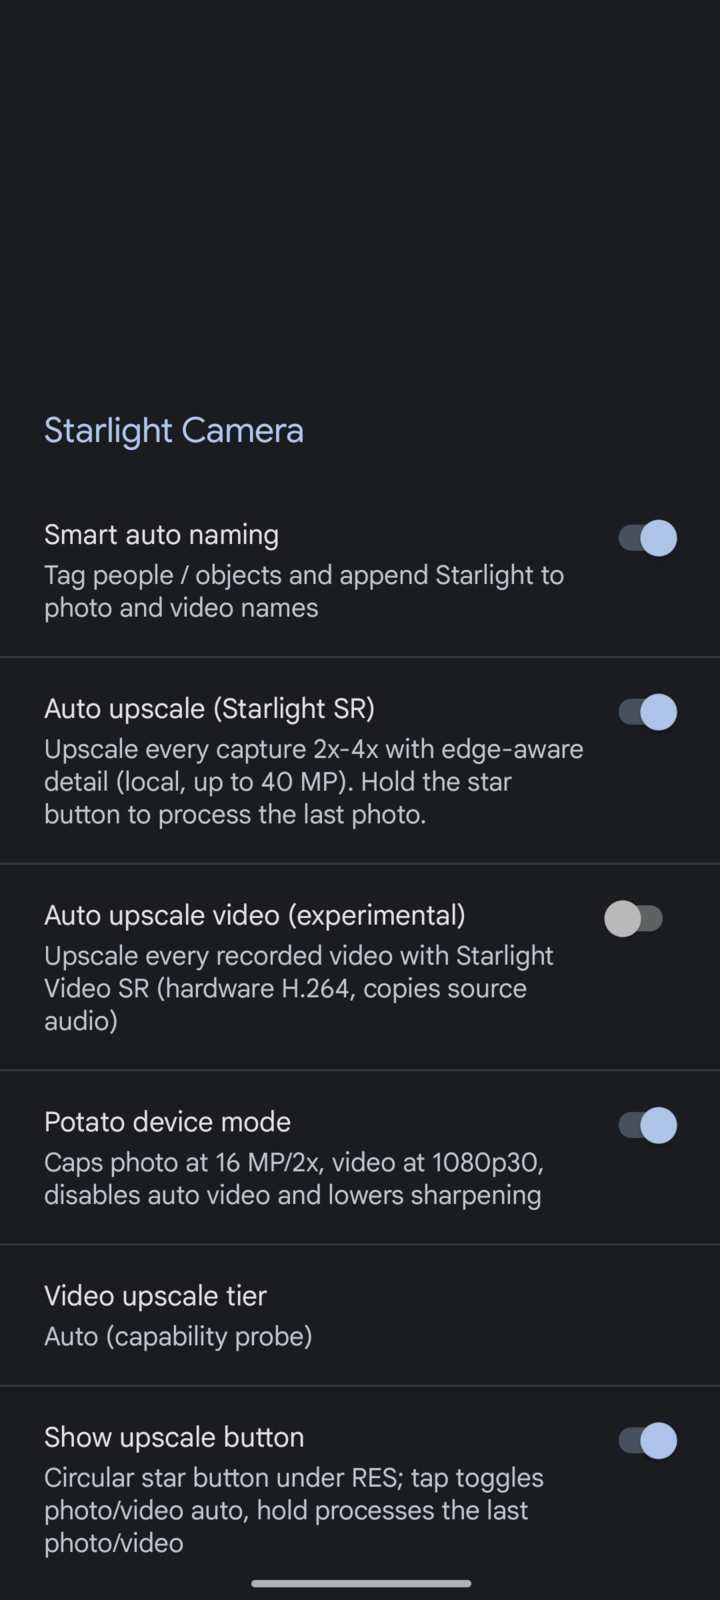 Starlight Camera
Smart auto naming
Tag people / objects and append Starlight to
photo and video names
Auto upscale (Starlight SR)
Upscale every capture 2x-4x with edge-aware
detail (local, up to 40 MP). Hold the star
button to process the last photo.
Auto upscale video (experimental)
Upscale every recorded video with Starlight
Video SR (hardware H.264, copies source
audio)
Potato device mode
Caps photo at 16 MP/2x, video at 1080p30,
disables auto video and lowers sharpening
Video upscale tier
Auto (capability probe)
Show upscale button
Circular star button under RES; tap toggles
photo/video auto, hold processes the last
photo/video